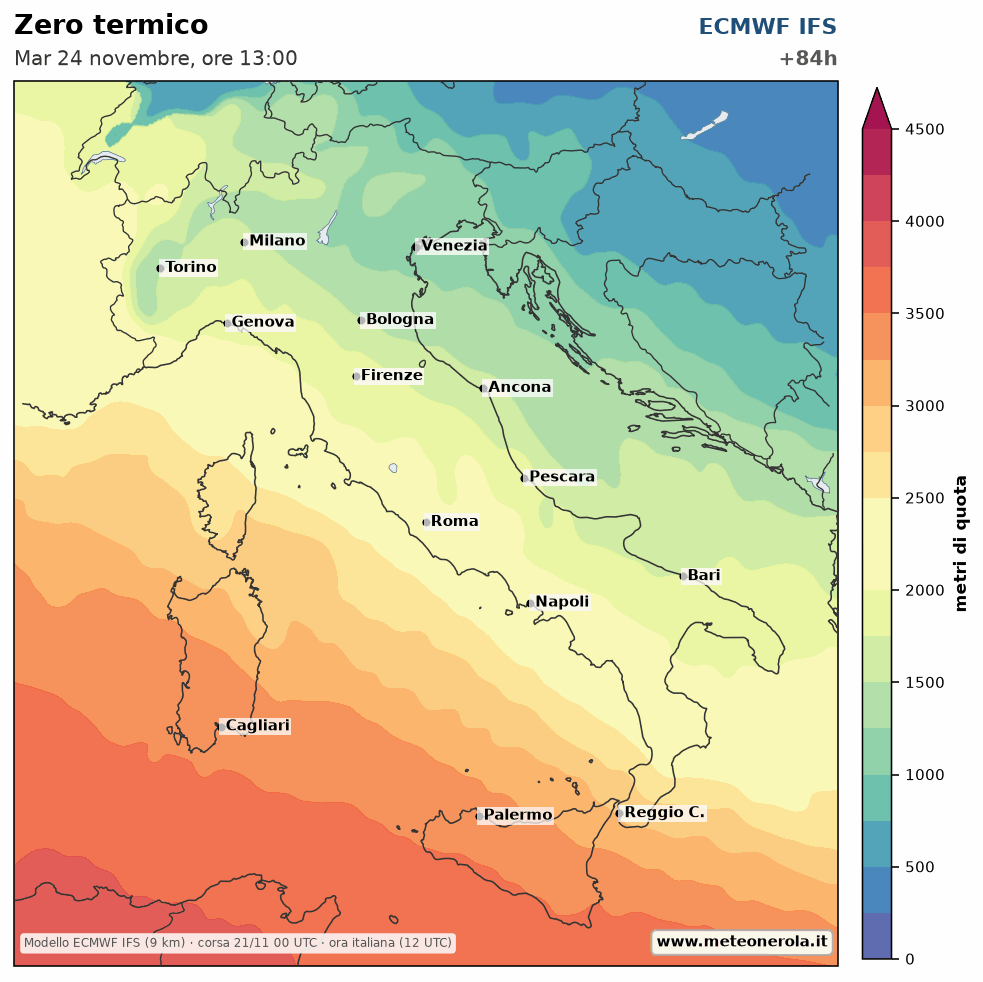 Zero termico
ECMWF IFS
Mar 24 novembre, ore 13:00
+84h
4500
4000
3500
3000
2500
2000
1500
1000
500
0
metri di quota
Milano
Venezia
Torino
Genova
Bologna
Firenze
Ancona
Pescara
Roma
Bari
Napoli
Cagliari
Palermo
Reggio C.
Modello ECMWF IFS (9 km) · corsa 21/11 00 UTC · ora italiana (12 UTC)
www.meteonerola.it